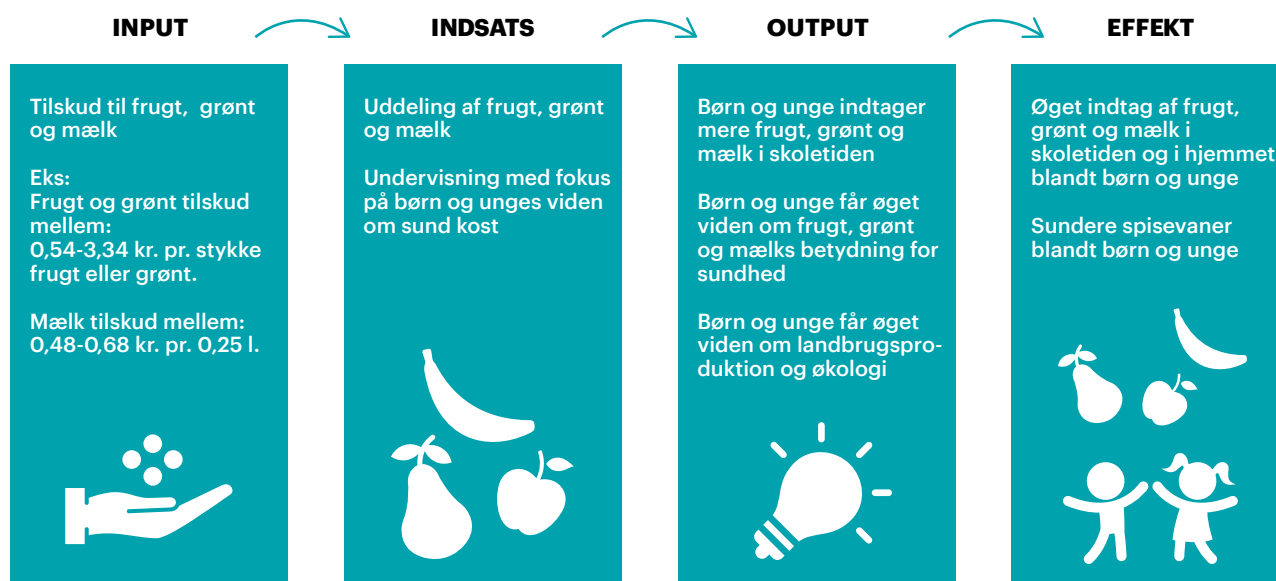 INPUT
INDSATS
OUTPUT
EFFEKT
Tilskud til frugt, grønt
og mælk
Eks:
Frugt og grønt tilskud
mellem:
0,54-3,34 kr. pr. stykke
frugt eller grønt.
Mælk tilskud mellem:
0,48-0,68 kr. pr. 0,25 l.
Uddeling af frugt, grønt
og mælk
Undervisning med fokus
på børn og unges viden
om sund kost
Børn og unge indtager
mere frugt, grønt og
mælk i skoletiden
Børn og unge får øget
viden om frugt, grønt
og mælks betydning for
sundhed
Børn og unge får øget
viden om landbrugspro-
duktion og økologi
Øget indtag af frugt,
grønt og mælk i
skoletiden og i hjemmet
blandt børn og unge
Sundere spisevaner
blandt børn og unge